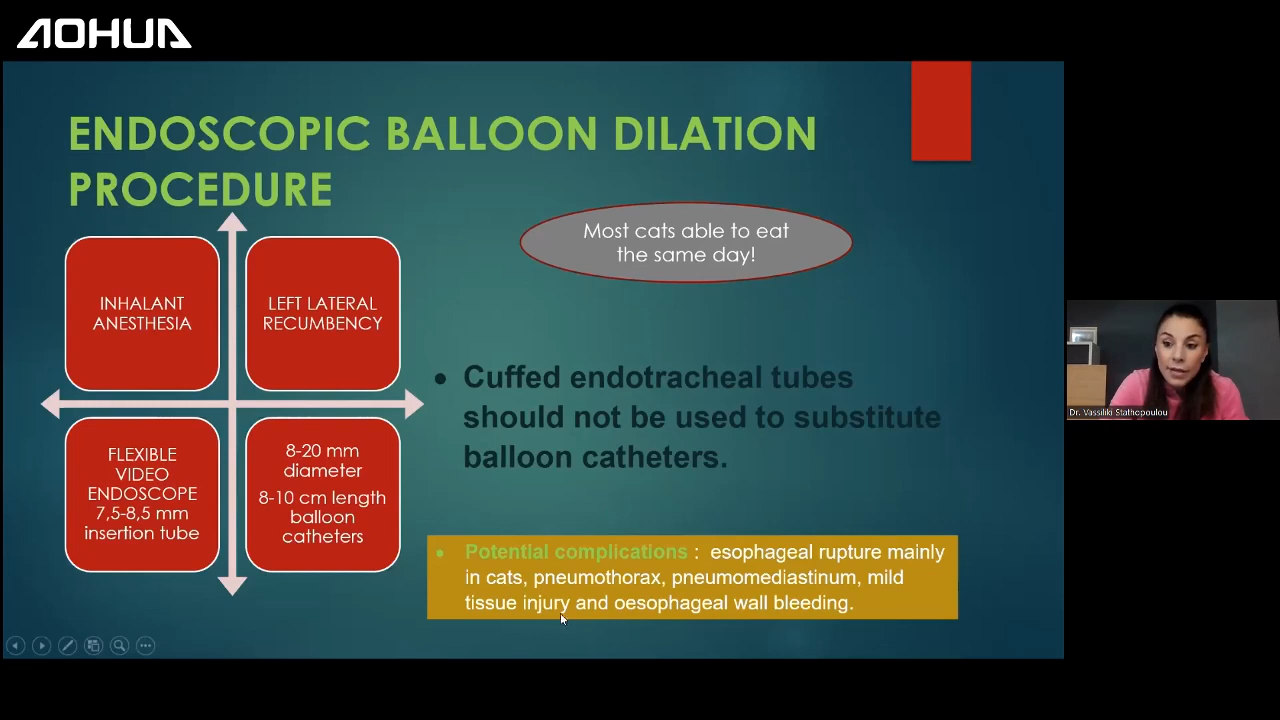 AOHUA
ENDOSCOPIC BALLOON DILATION
PROCEDURE
Most cats able to eat
the same day!
INHALANT
ANESTHESIA
LEFT LATERAL
RECUMBENCY
FLEXIBLE
VIDEO
ENDOSCOPE
7,5-8,5 mm
insertion tube
8-20 mm
diameter
8-10 cm length
balloon
catheters
• Cuffed endotracheal tubes
should not be used to substitute
balloon catheters.
• Potential complications : esophageal rupture mainly
in cats, pneumothorax, pneumomediastinum, mild
tissue injury and oesophageal wall bleeding.
Dr. Vassiliki Stathopoulou